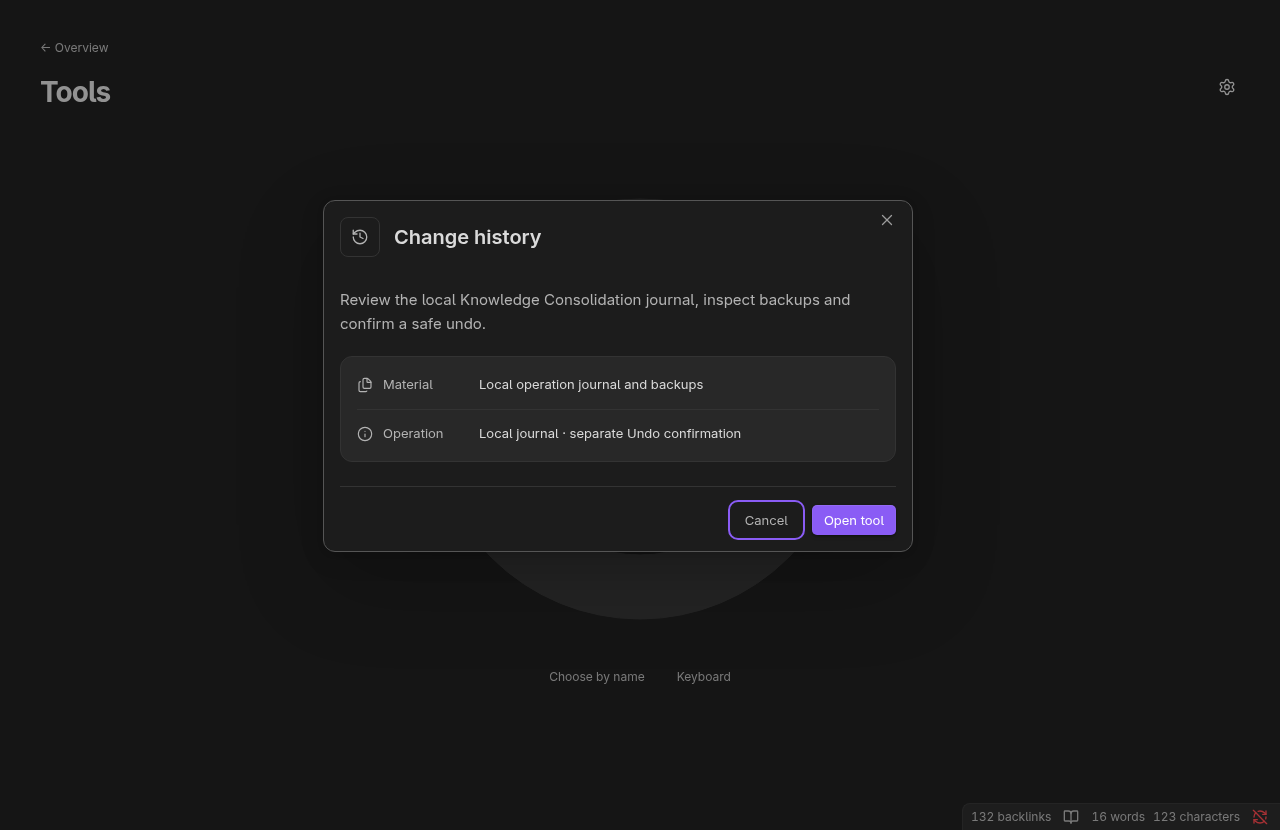 ← Overview
Tools
Change history
Review the local Knowledge Consolidation journal, inspect backups and
confirm a safe undo.
Material Local operation journal and backups
Operation Local journal · separate Undo confirmation
Cancel Open tool
Choose by name Keyboard
132 backlinks 16 words 123 characters